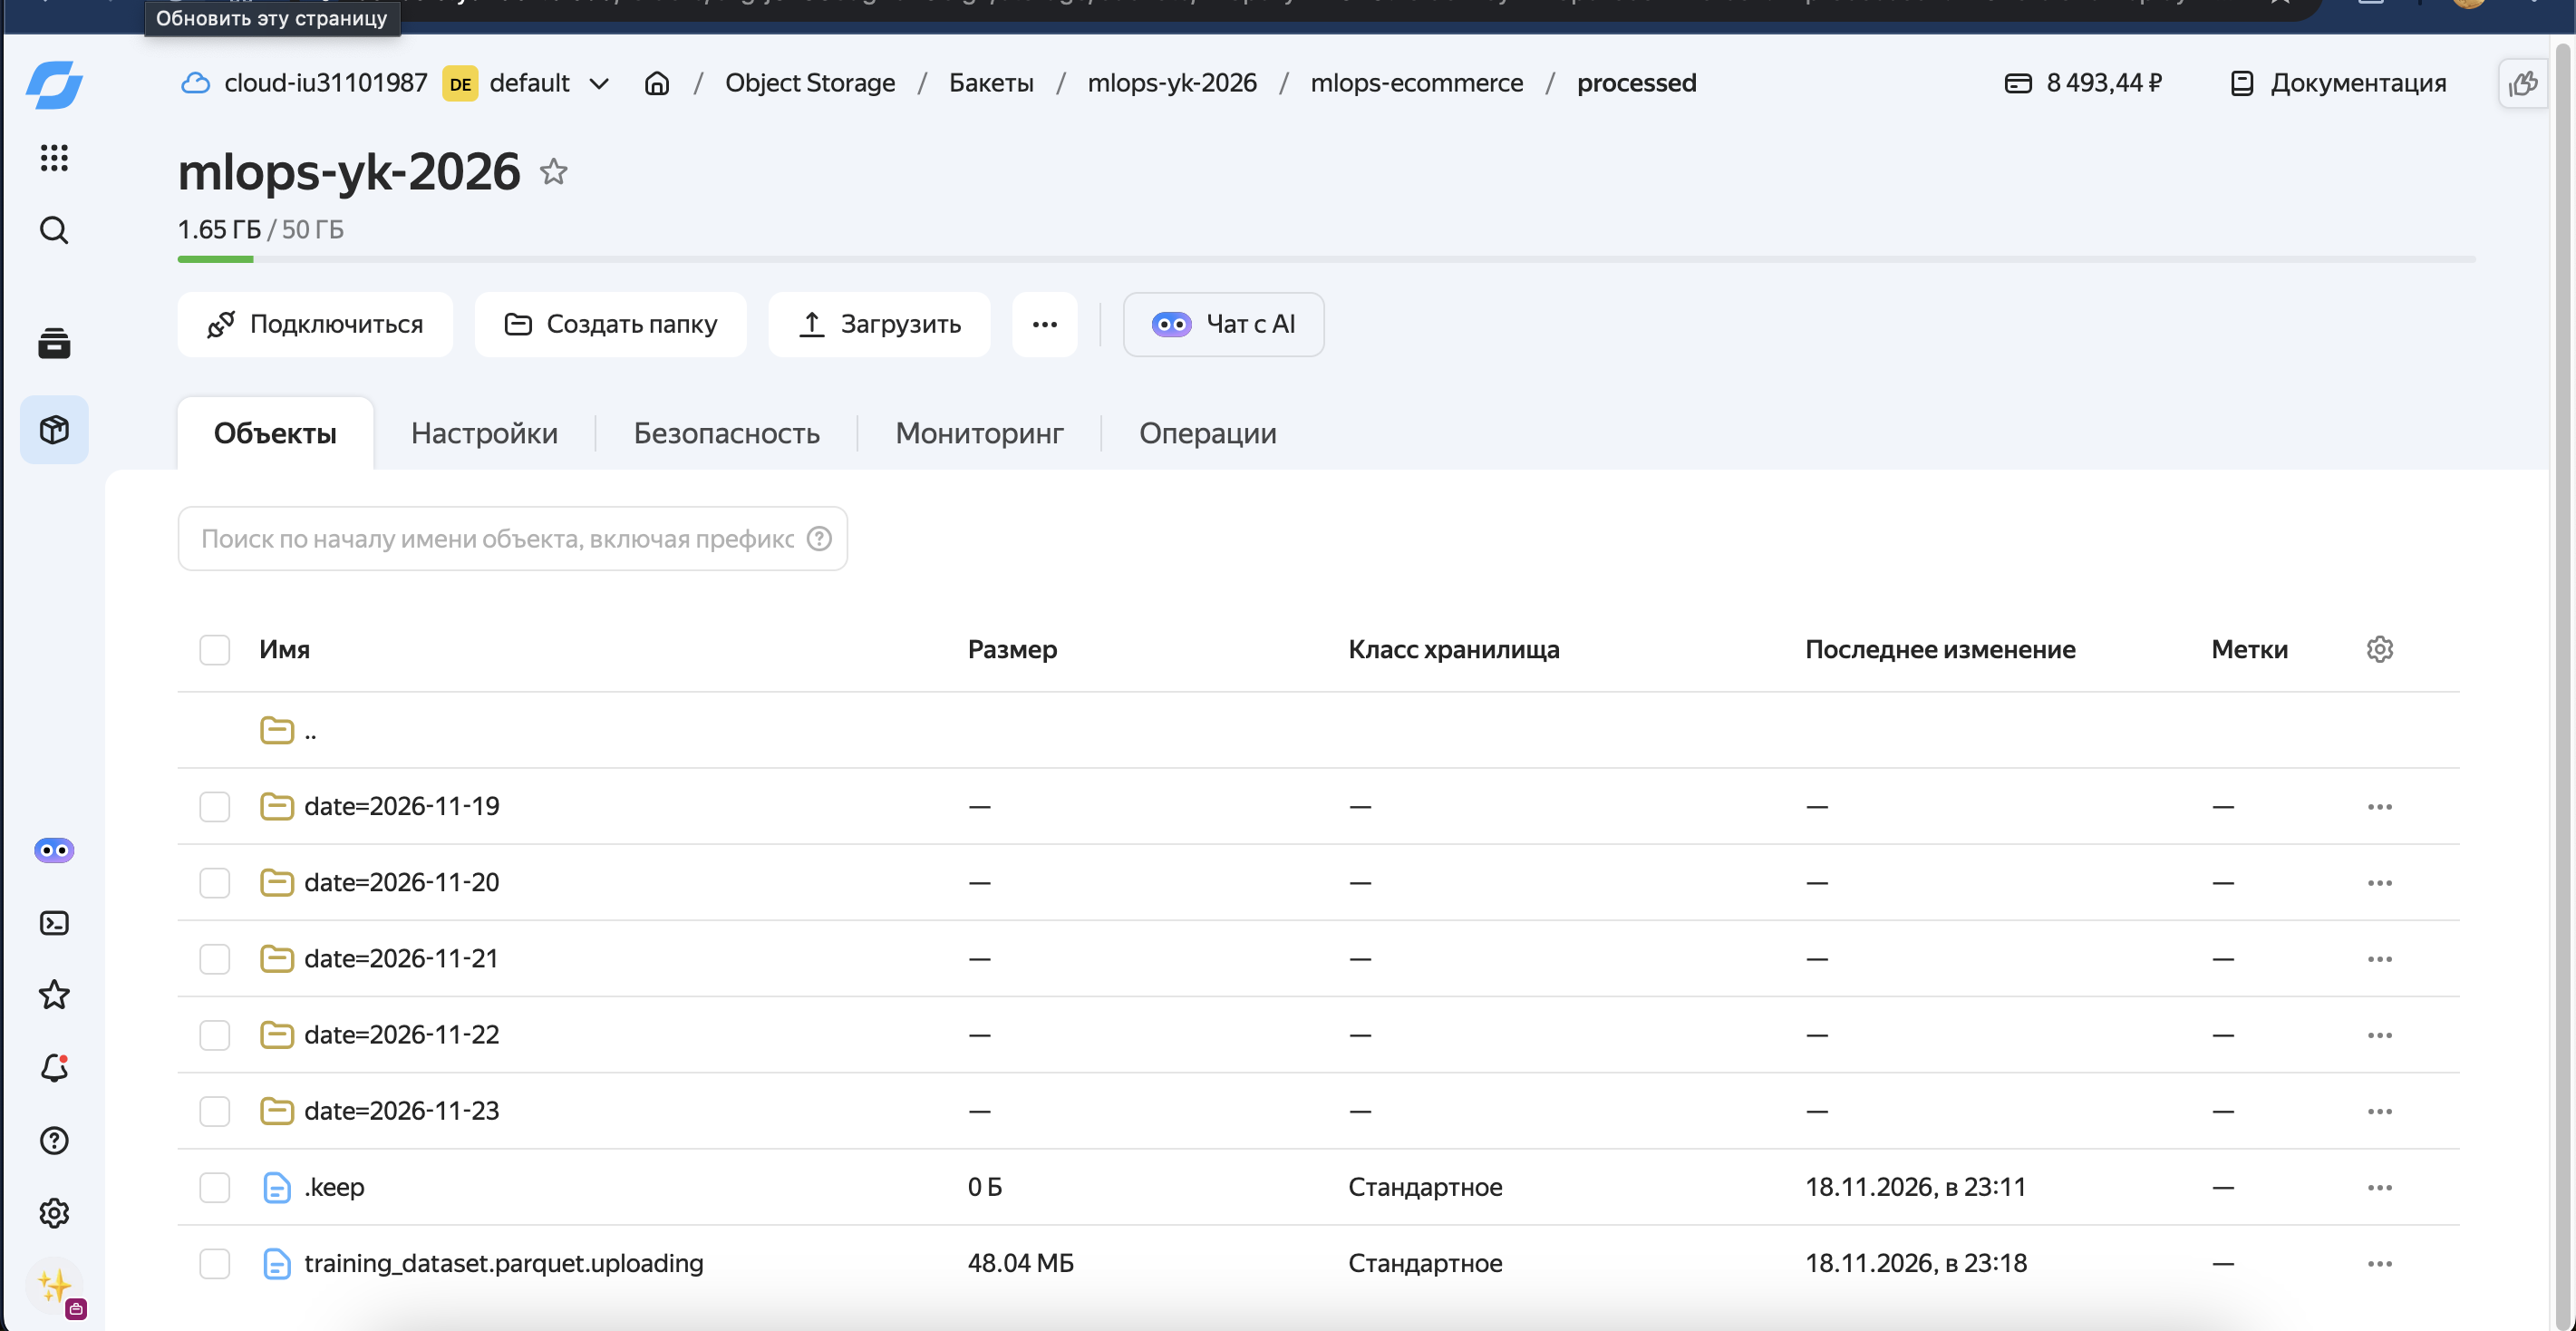 Обновить эту страницу
cloud-iu31101987 DE default / Object Storage / Бакеты / mlops-yk-2026 / mlops-ecommerce / processed 8 493,44 ₽ Документация
mlops-yk-2026
1.65 ГБ / 50 ГБ
Подключиться Создать папку Загрузить Чат с AI
Объекты Настройки Безопасность Мониторинг Операции
Поиск по началу имени объекта, включая префикс
Имя Размер Класс хранилища Последнее изменение Метки
..
date=2026-11-19 — — — —
date=2026-11-20 — — — —
date=2026-11-21 — — — —
date=2026-11-22 — — — —
date=2026-11-23 — — — —
.keep 0 Б Стандартное 18.11.2026, в 23:11 —
training_dataset.parquet.uploading 48.04 МБ Стандартное 18.11.2026, в 23:18 —